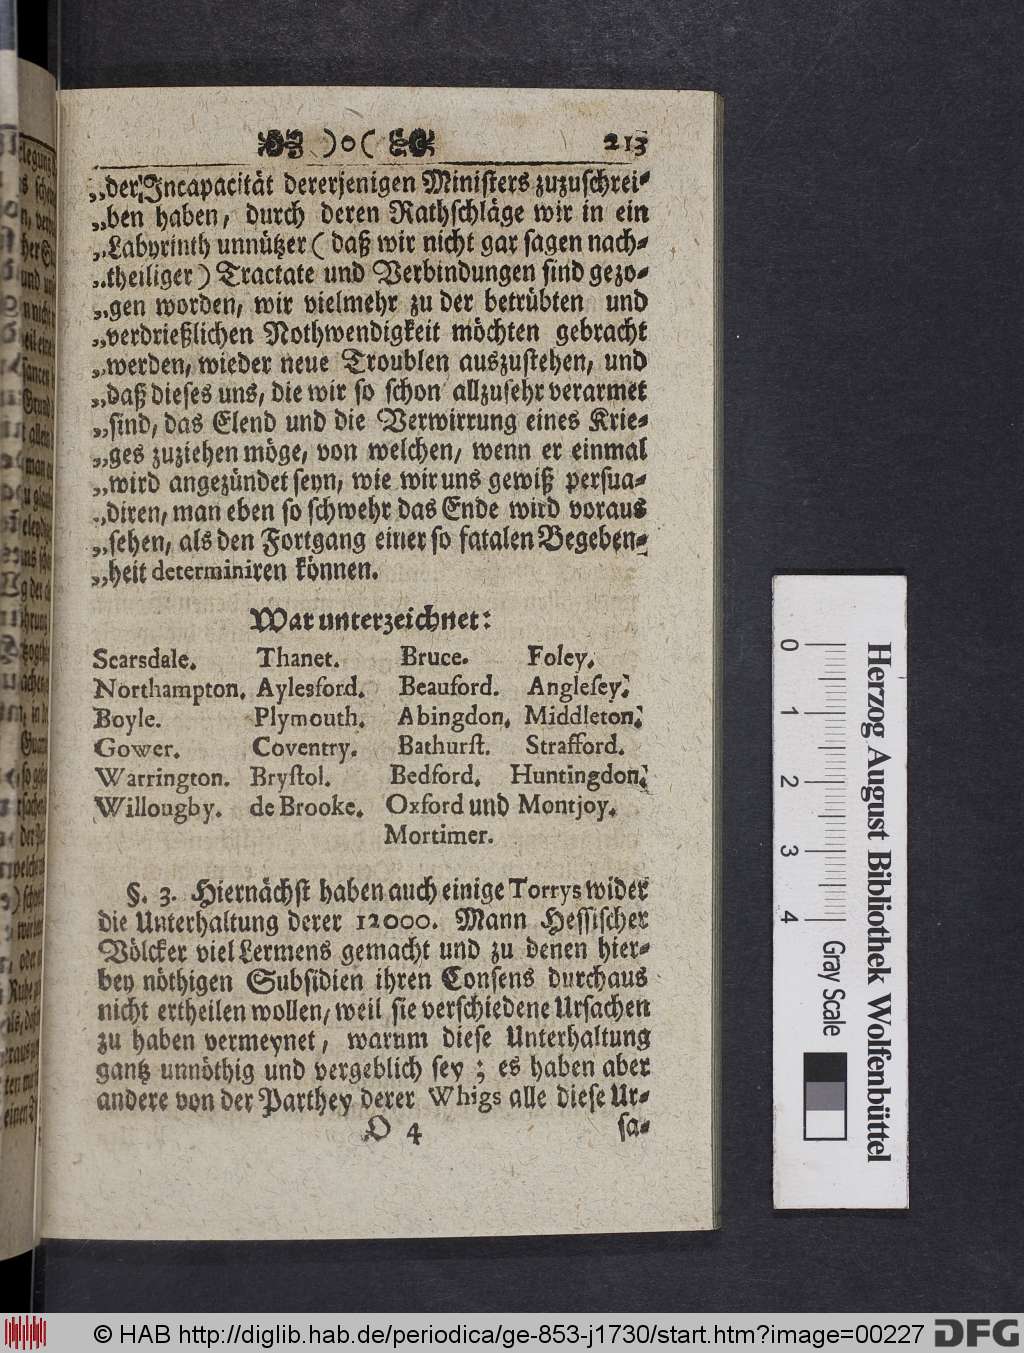 )o( 213
„der Incapacität dererjenigen Ministers zuzuschrei-
„ben haben, durch deren Rathschläge wir in ein
„Labyrinth unnützer (daß wir nicht gar sagen nach-
„theiliger) Tractate und Verbindungen sind gezo-
„gen worden, wir vielmehr zu der betrübten und
„verdrießlichen Nothwendigkeit möchten gebracht
„werden, wieder neue Troublen auszustehen, und
„daß dieses uns, die wir so schon allzusehr verarmet
„sind, das Elend und die Verwirrung eines Krie-
„ges zuziehen möge, von welchen, wenn er einmal
„wird angezündet seyn, wie wir uns gewiß persua-
„diren, man eben so schwehr das Ende wird voraus
„sehen, als den Fortgang einer so fatalen Begeben-
„heit determiniren können.
War unterzeichnet:
Scarsdale. Thanet. Bruce. Foley.
Northampton. Aylesford. Beauford. Anglesey.
Boyle. Plymouth. Abingdon. Middleton.
Gower. Coventry. Bathurst. Strafford.
Warrington. Brystol. Bedford. Huntingdon.
Willougby. de Brooke. Oxford und Montjoy.
Mortimer.
§. 3. Hiernächst haben auch einige Torrys wider
die Unterhaltung derer 12000. Mann Hessischer
Völcker viel Lermens gemacht und zu denen hier-
bey nöthigen Subsidien ihren Consens durchaus
nicht ertheilen wollen, weil sie verschiedene Ursachen
zu haben vermeynet, warum diese Unterhaltung
gantz unnöthig und vergeblich sey; es haben aber
andere von der Parthey derer Whigs alle diese Ur-
O 4 sa-
0 1 2 3 4
Gray Scale
Herzog August Bibliothek Wolfenbüttel
© HAB http://diglib.hab.de/periodica/ge-853-j1730/start.htm?image=00227 DFG